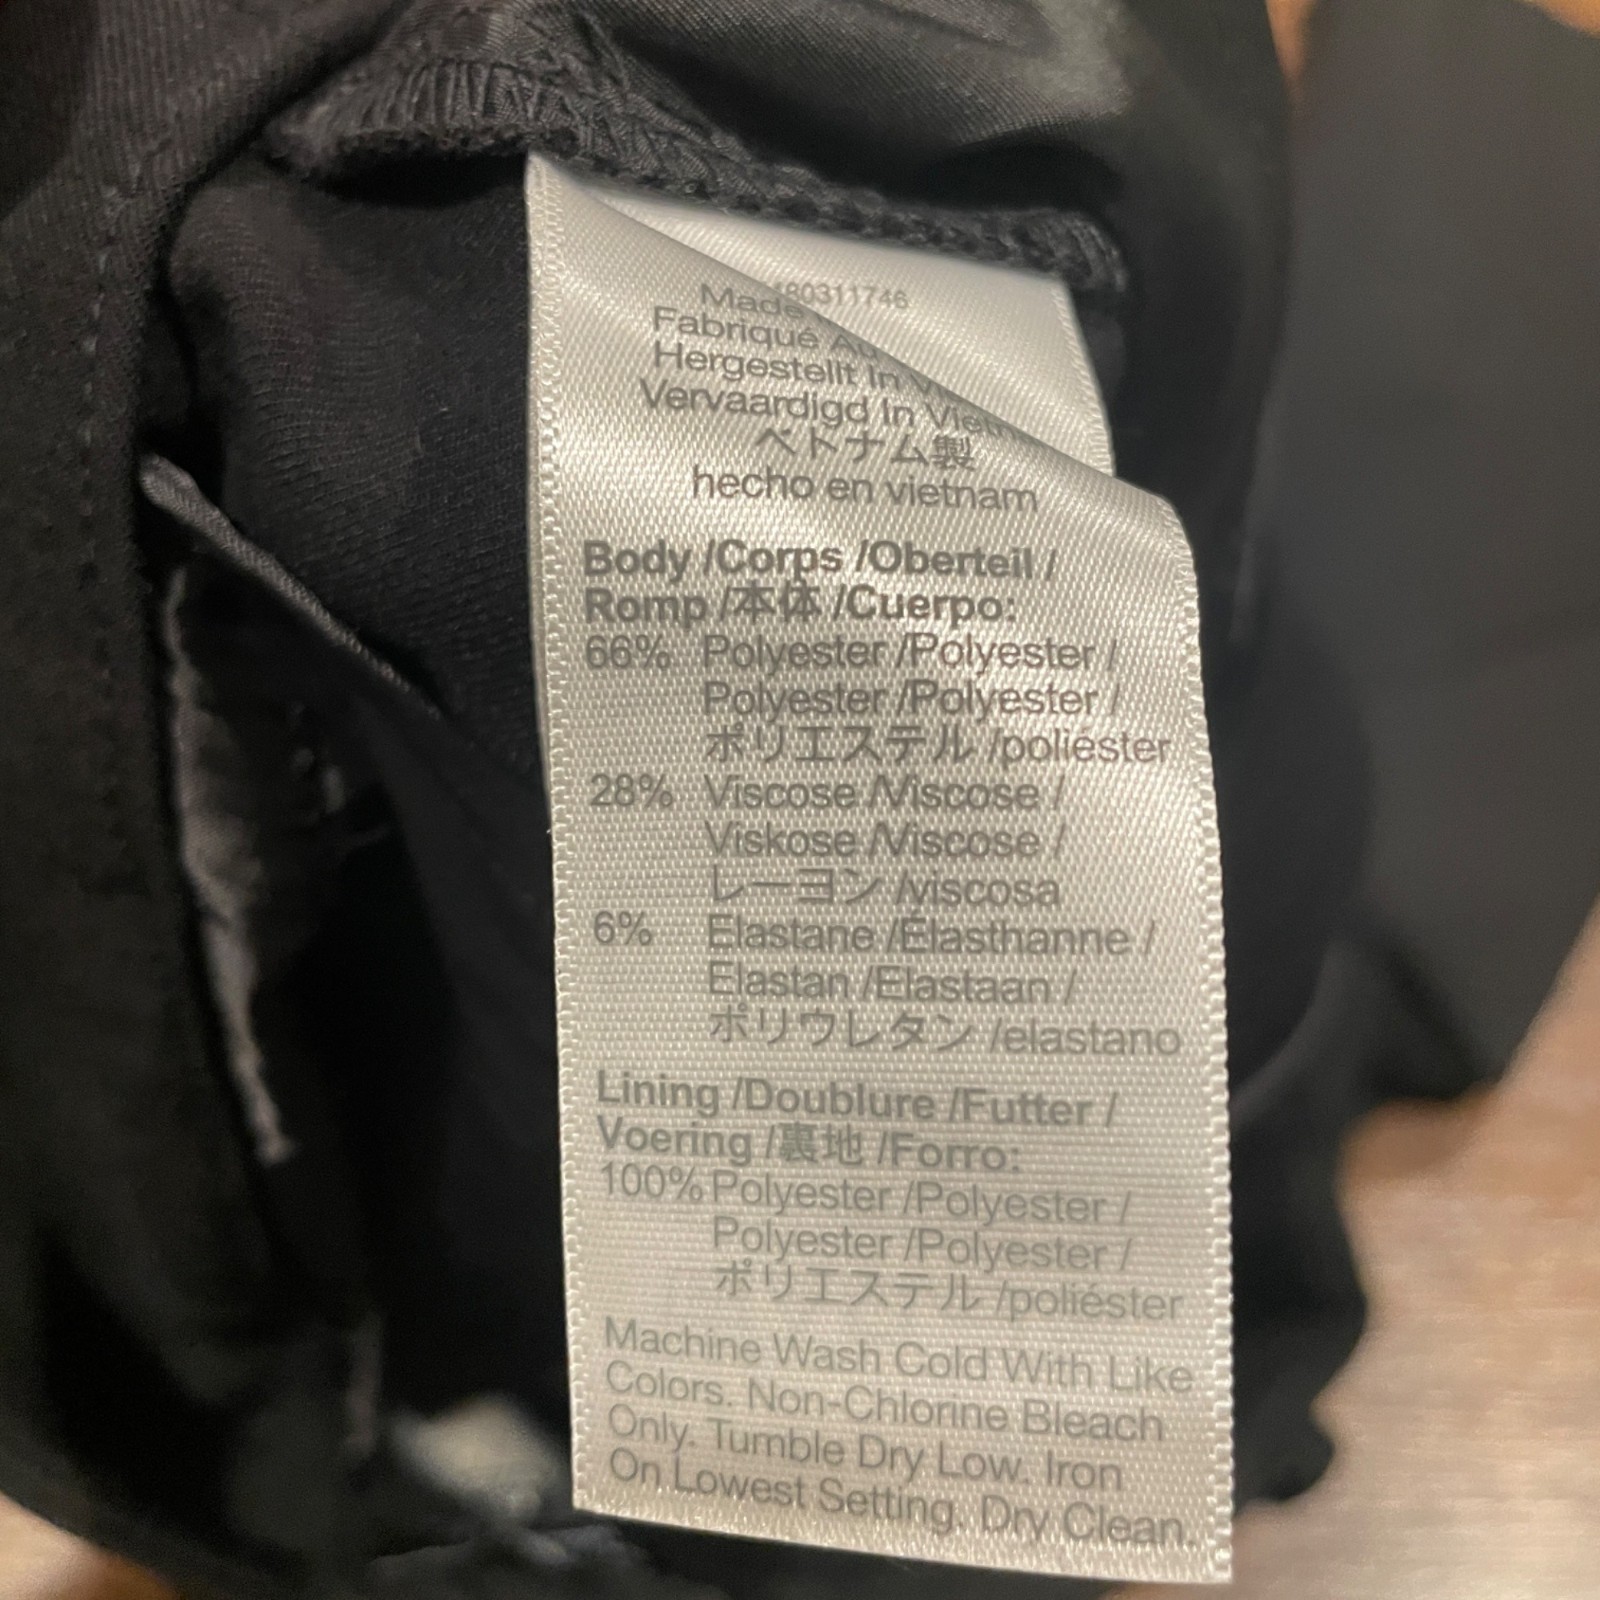 80311746
Made
Fabriqué Au
Hergestellt In
Vervaardigd In
ベトナム製
hecho en vietnam
Body /Corps /Oberteil /
Romp /本体 /Cuerpo:
66% Polyester /Polyester /
Polyester /Polyester /
ポリエステル /poliéster
28% Viscose /Viscose /
Viskose /Viscose /
レーヨン /viscosa
6% Elastane /Élasthanne /
Elastan /Elastaan /
ポリウレタン /elastano
Lining /Doublure /Futter /
Voering /裏地 /Forro:
100% Polyester /Polyester /
Polyester /Polyester /
ポリエステル /poliéster
Machine Wash Cold With Like
Colors. Non-Chlorine Bleach
Only. Tumble Dry Low. Iron
On Lowest Setting. Dry Clean.